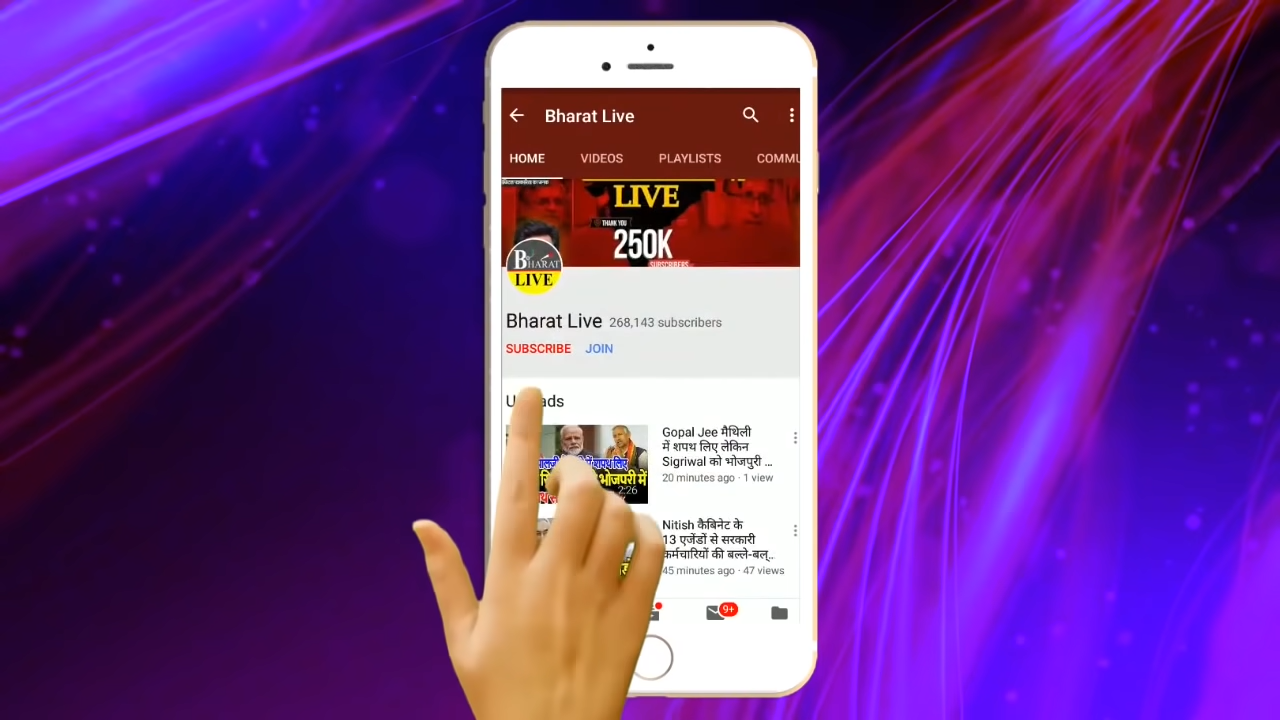 Bharat Live
HOME VIDEOS PLAYLISTS COMMU
LIVE
THANK YOU
250K
SUBSCRIBERS
BHARAT
LIVE
Bharat Live 268,143 subscribers
SUBSCRIBE JOIN
Gopal Jee मैथिली
में शपथ लिए लेकिन
Sigriwal को भोजपुरी ...
20 minutes ago · 1 view
में शपथ लिए
भोजपुरी में
2:26
Nitish कैबिनेट के
13 एजेंडों से सरकारी
कर्मचारियों की बल्ले-बल्..
45 minutes ago · 47 views
9+